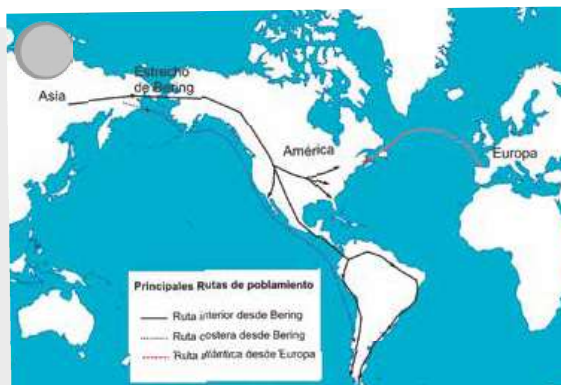 Estrecho
de Bering
Asía
América
Europa
Principales Rutas de poblamiento
Ruta interior desde Bering
Ruta costera desde Bering
Ruta atlántica desde Europa